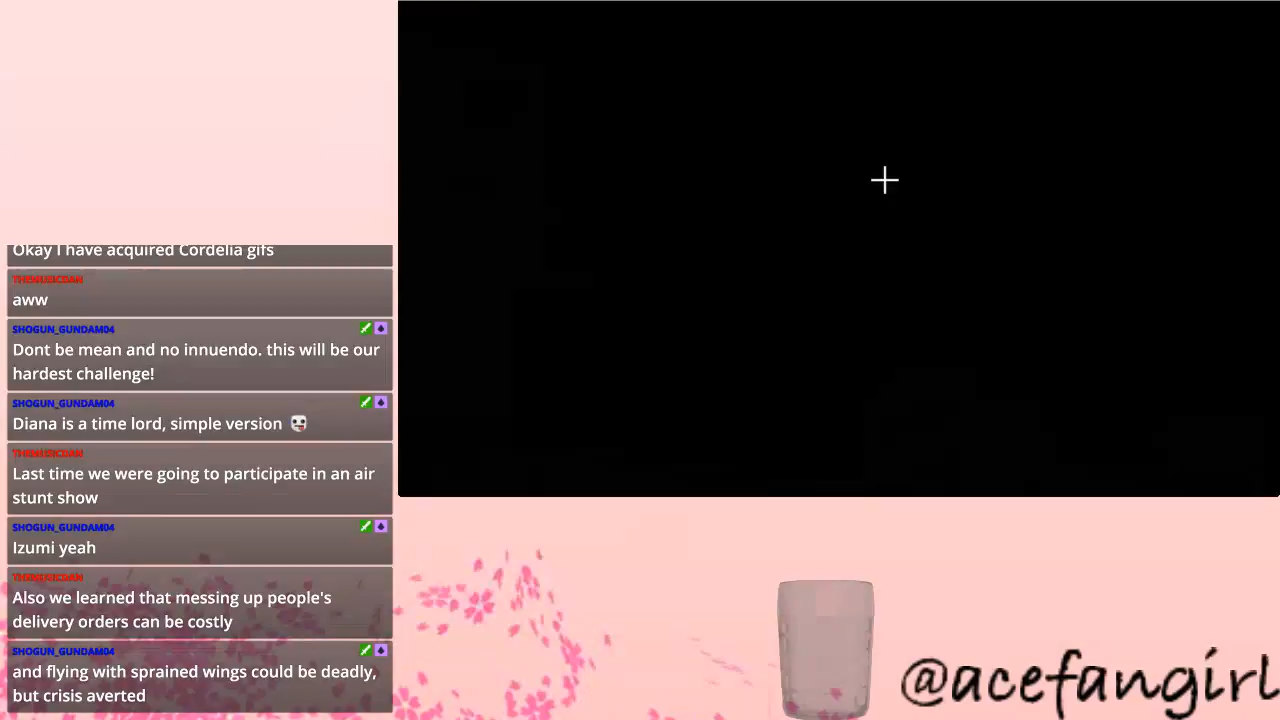 Okay I have acquired Cordelia gifs
THEMUSICDAN
aww
SHOGUN_GUNDAM04
Dont be mean and no innuendo. this will be our
hardest challenge!
SHOGUN_GUNDAM04
Diana is a time lord, simple version
THEMUSICDAN
Last time we were going to participate in an air
stunt show
SHOGUN_GUNDAM04
Izumi yeah
THEMUSICDAN
Also we learned that messing up people's
delivery orders can be costly
SHOGUN_GUNDAM04
and flying with sprained wings could be deadly,
but crisis averted
@acefangirl